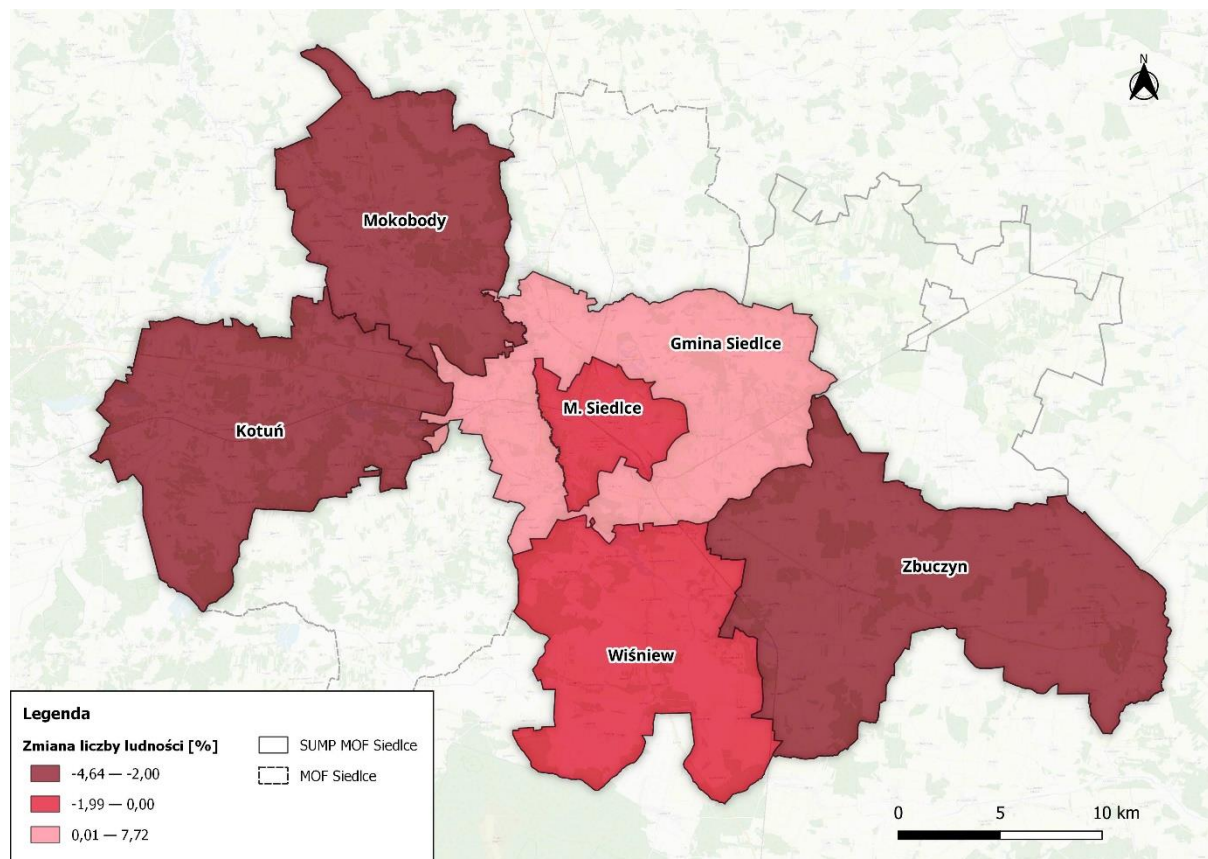 N
Mokobody
Gmina Siedlce
M. Siedlce
Kotuń
Zbuczyn
Wiśniew
Legenda
Zmiana liczby ludności [%]
-4,64 — -2,00
-1,99 — 0,00
0,01 — 7,72
SUMP MOF Siedlce
MOF Siedlce
0 5 10 km